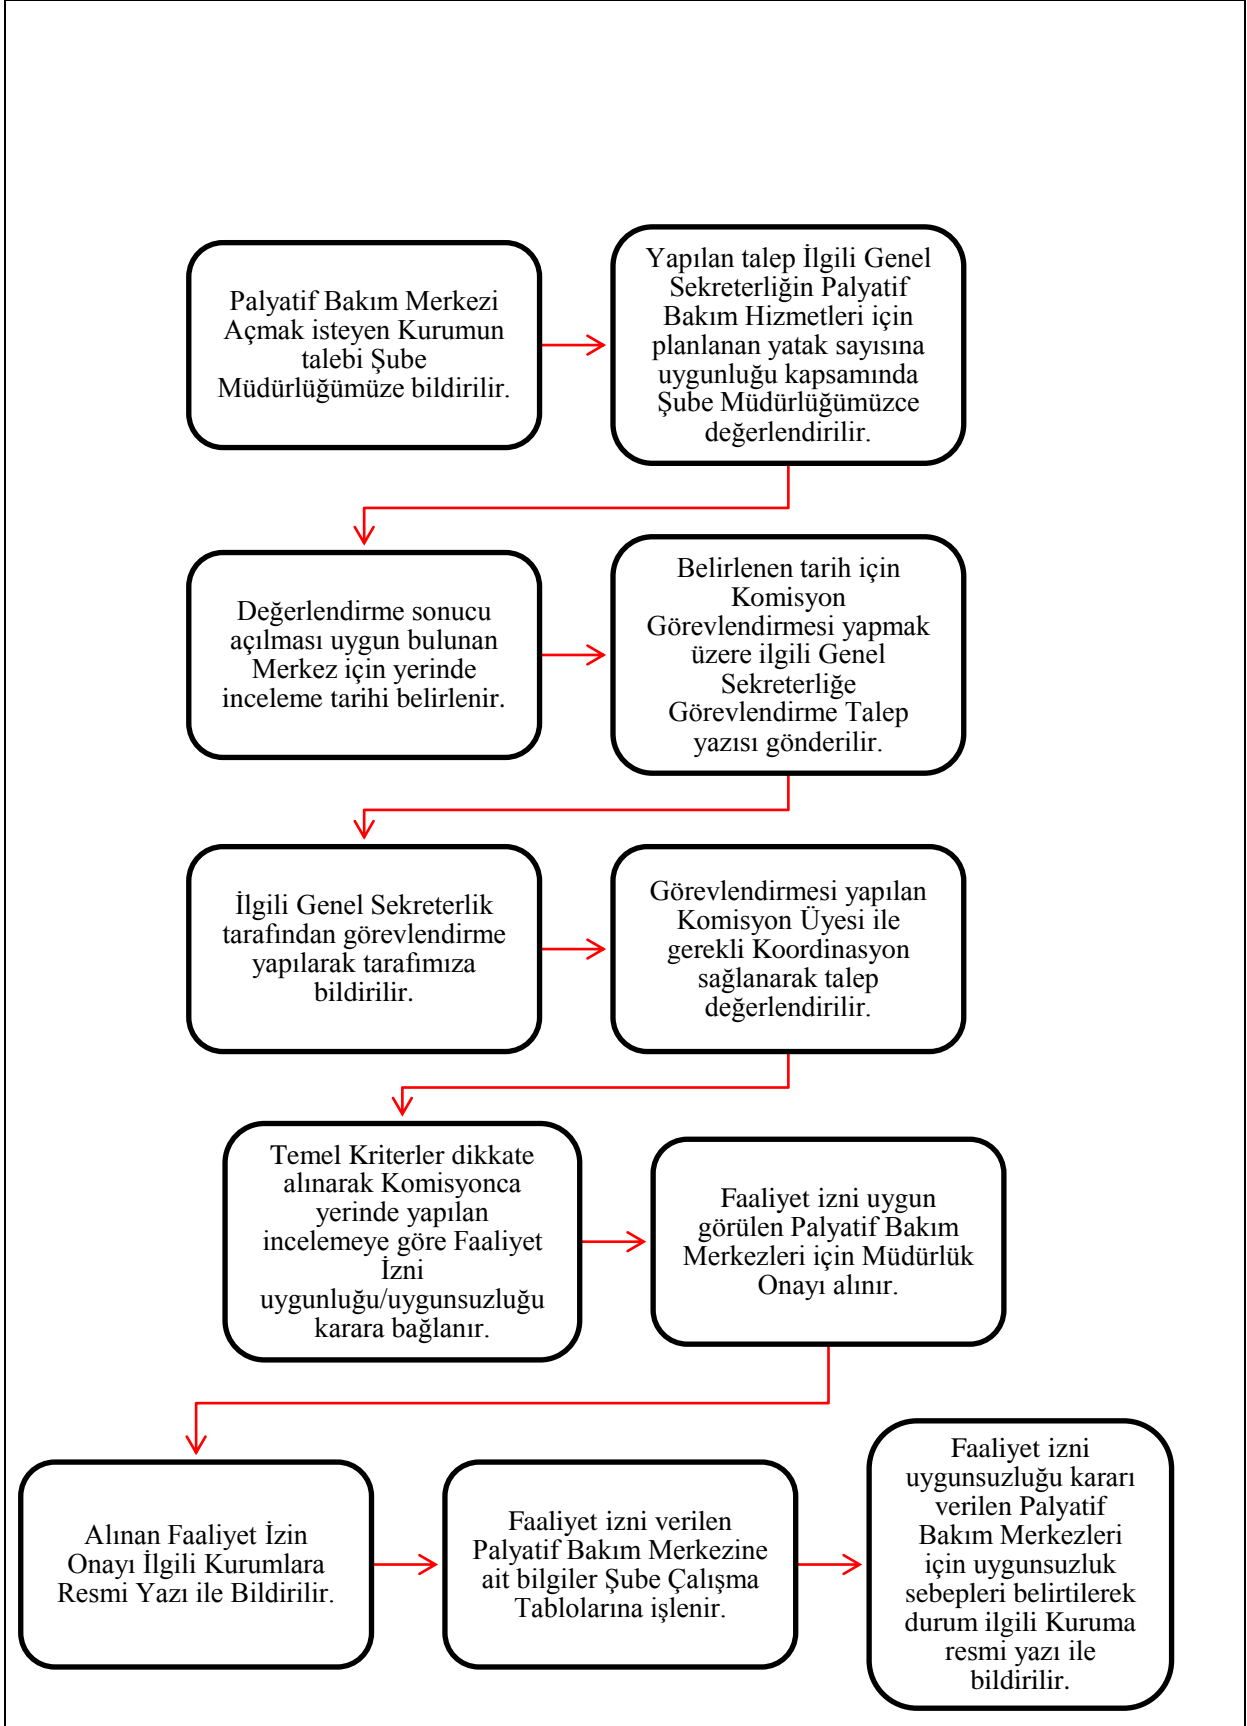 Palyatif Bakım Merkezi
Açmak isteyen Kurumun
talebi Şube
Müdürlüğümüze bildirilir.
Yapılan talep İlgili Genel
Sekreterliğin Palyatif
Bakım Hizmetleri için
planlanan yatak sayısına
uygunluğu kapsamında
Şube Müdürlüğümüzce
değerlendirilir.
Değerlendirme sonucu
açılması uygun bulunan
Merkez için yerinde
inceleme tarihi belirlenir.
Belirlenen tarih için
Komisyon
Görevlendirmesi yapmak
üzere ilgili Genel
Sekreterliğe
Görevlendirme Talep
yazısı gönderilir.
İlgili Genel Sekreterlik
tarafından görevlendirme
yapılarak tarafımıza
bildirilir.
Görevlendirmesi yapılan
Komisyon Üyesi ile
gerekli Koordinasyon
sağlanarak talep
değerlendirilir.
Temel Kriterler dikkate
alınarak Komisyonca
yerinde yapılan
incelemeye göre Faaliyet
İzni
uygunluğu/uygunsuzluğu
karara bağlanır.
Faaliyet izni uygun
görülen Palyatif Bakım
Merkezleri için Müdürlük
Onayı alınır.
Alınan Faaliyet İzin
Onayı İlgili Kurumlara
Resmi Yazı ile Bildirilir.
Faaliyet izni verilen
Palyatif Bakım Merkezine
ait bilgiler Şube Çalışma
Tablolarına işlenir.
Faaliyet izni
uygunsuzluğu kararı
verilen Palyatif
Bakım Merkezleri
için uygunsuzluk
sebepleri belirtilerek
durum ilgili Kuruma
resmi yazı ile
bildirilir.